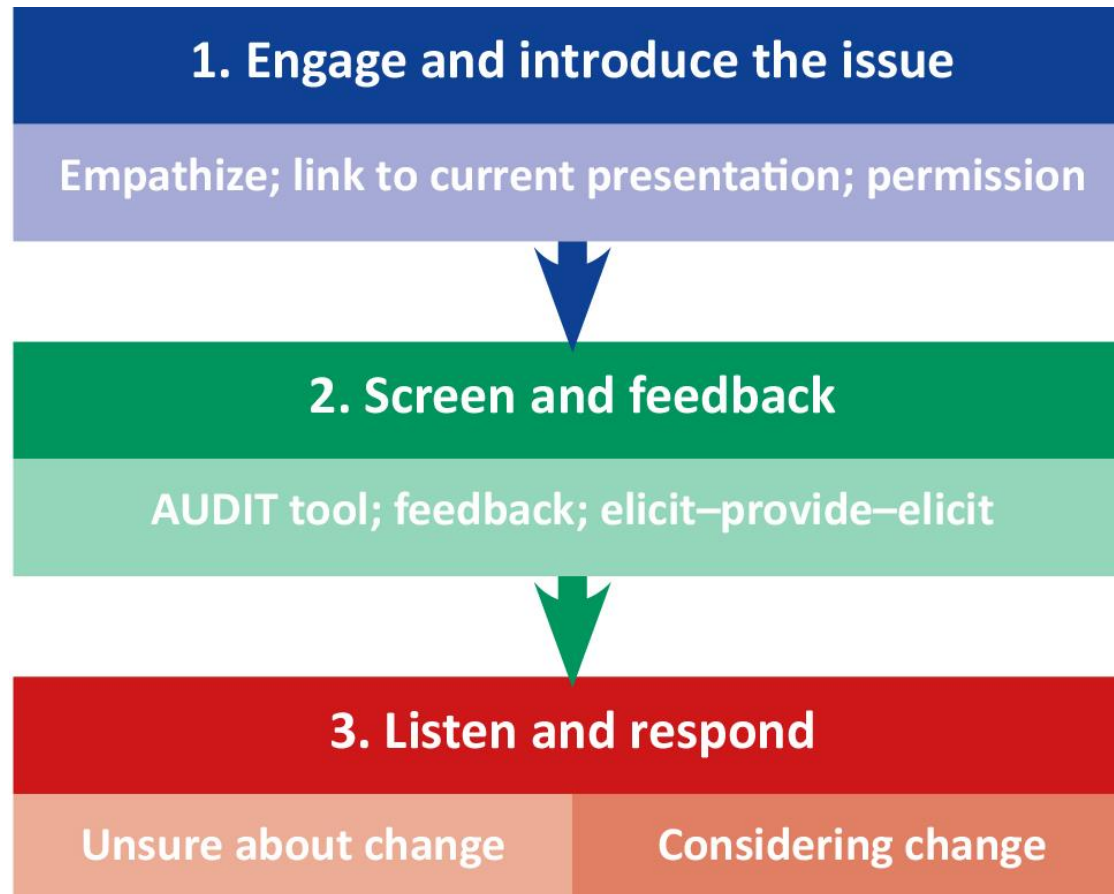 1. Engage and introduce the issue
Empathize; link to current presentation; permission
2. Screen and feedback
AUDIT tool; feedback; elicit–provide–elicit
3. Listen and respond
Unsure about change
Considering change